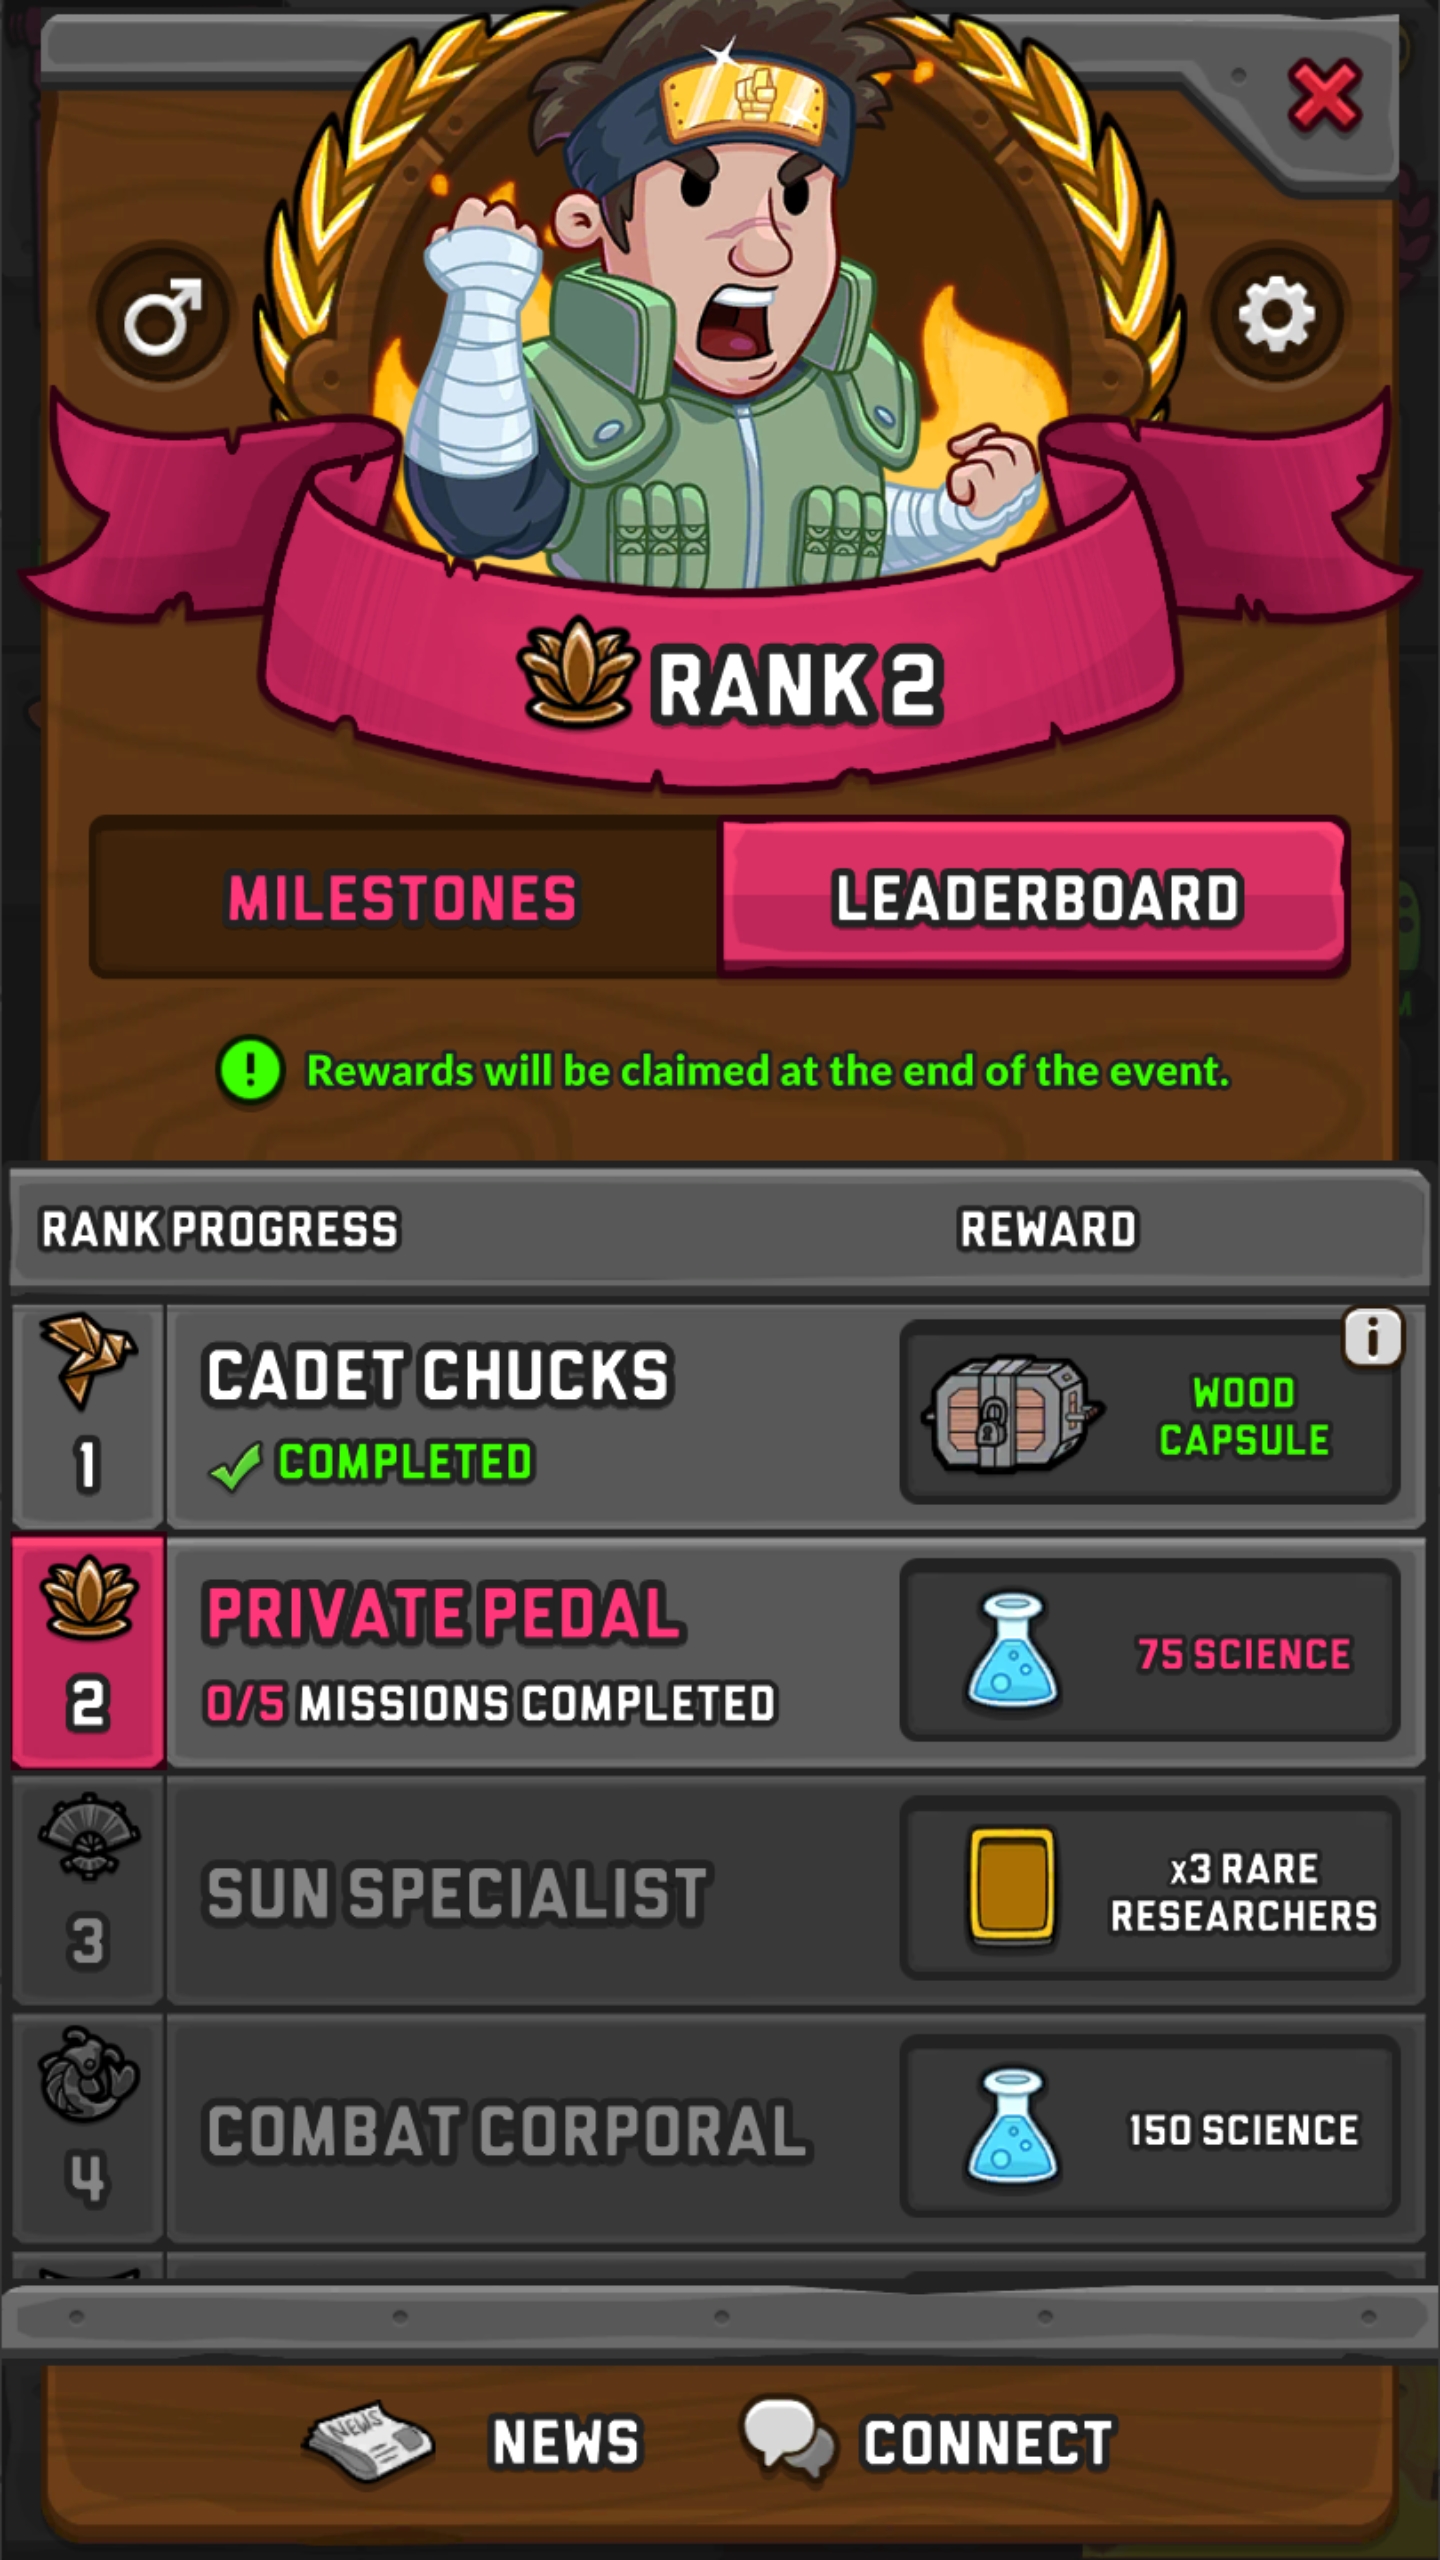 RANK 2
MILESTONES
LEADERBOARD
! Rewards will be claimed at the end of the event.
RANK PROGRESS
REWARD
1
CADET CHUCKS
COMPLETED
WOOD
CAPSULE
i
2
PRIVATE PEDAL
0/5 MISSIONS COMPLETED
75 SCIENCE
3
SUN SPECIALIST
x3 RARE
RESEARCHERS
4
COMBAT CORPORAL
150 SCIENCE
NEWS
NEWS
CONNECT